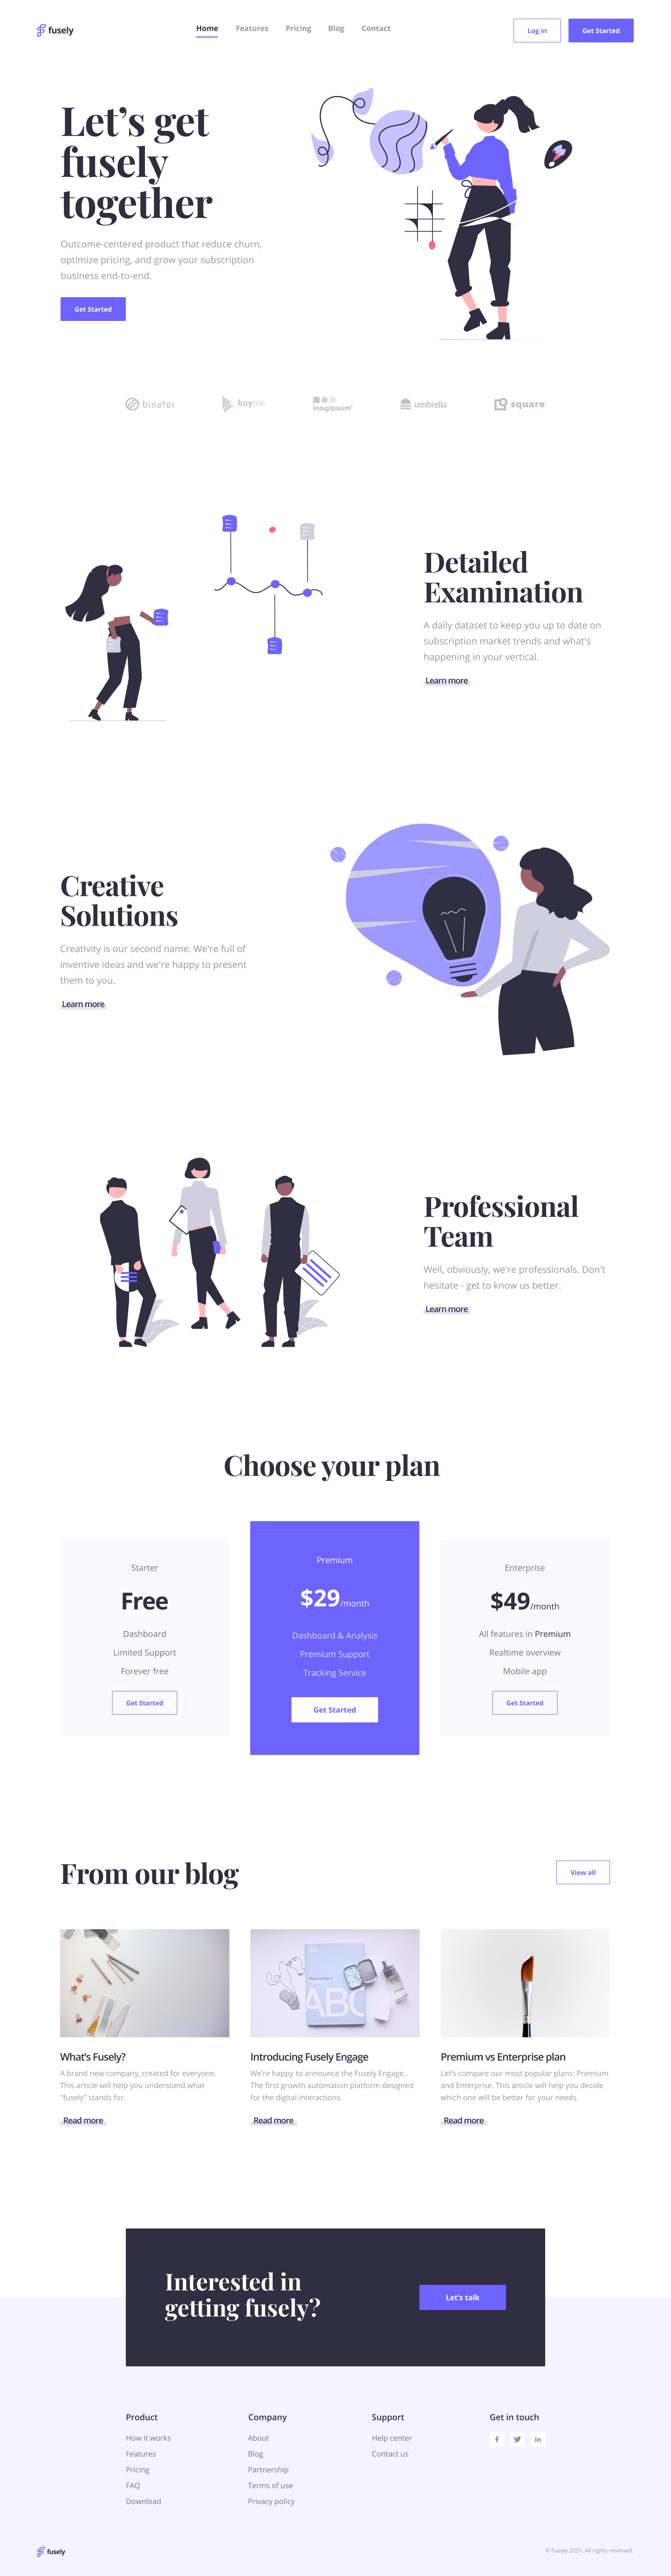 fusely
Home Features Pricing Blog Contact
Log in
Get Started
Let's get
fusely
together
Outcome-centered product that reduce churn,
optimize pricing, and grow your subscription
business end-to-end.
Get Started
binafor
buyme
loogipsum'
umbrella
square
Detailed
Examination
A daily dataset to keep you up to date on
subscription market trends and what's
happening in your vertical.
Learn more
Creative
Solutions
Creativity is our second name. We're full of
inventive ideas and we're happy to present
them to you.
Learn more
Professional
Team
Well, obviously, we're professionals. Don't
hesitate - get to know us better.
Learn more
Choose your plan
Starter
Free
Dashboard
Limited Support
Forever free
Get Started
Premium
$29/month
Dashboard & Analysis
Premium Support
Tracking Service
Get Started
Enterprise
$49/month
All features in Premium
Realtime overview
Mobile app
Get Started
From our blog
View all
ABC
What's Fusely?
A brand new company, created for everyone.
This article will help you understand what
"fusely" stands for.
Read more
Introducing Fusely Engage
We're happy to announce the Fusely Engage.
The first growth automation platform designed
for the digital interactions.
Read more
Premium vs Enterprise plan
Let's compare our most popular plans: Premium
and Enterprise. This article will help you decide
which one will be better for your needs.
Read more
Interested in
getting fusely?
Let's talk
Product
How it works
Features
Pricing
FAQ
Download
Company
About
Blog
Partnership
Terms of use
Privacy policy
Support
Help center
Contact us
Get in touch
fusely
© Fusely 2021. All rights reserved.